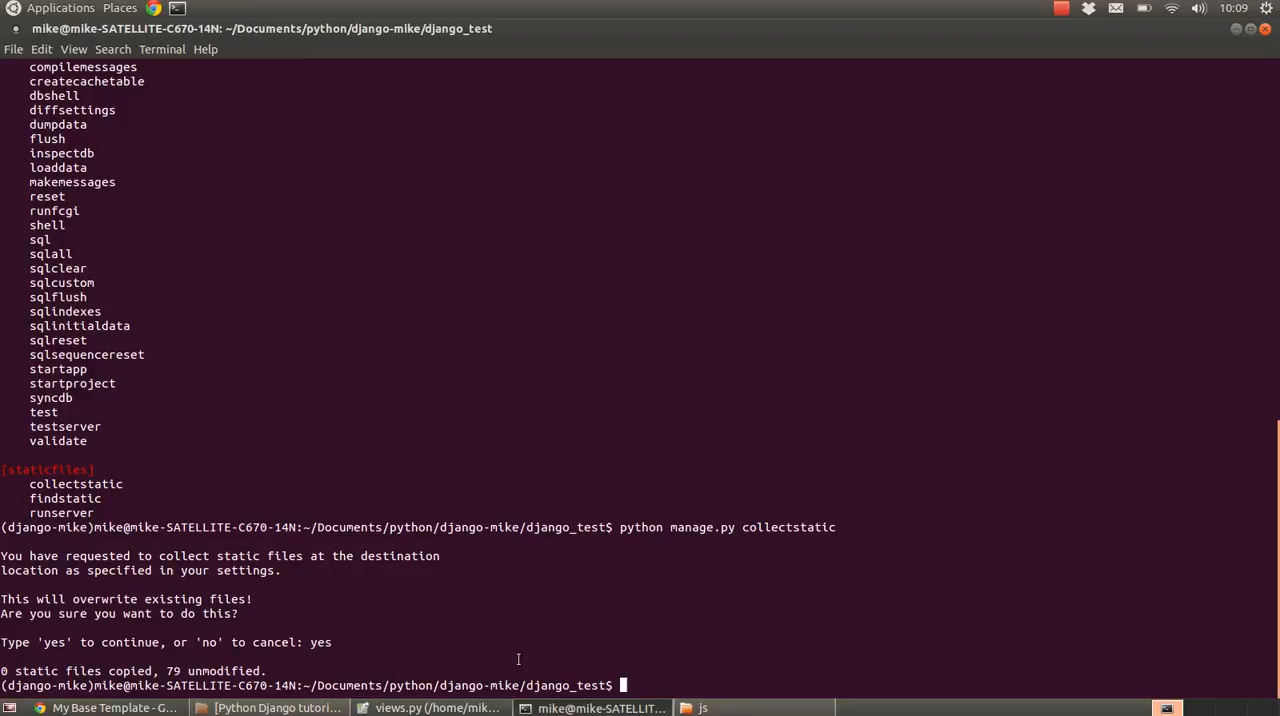 Applications Places
10:09
mike@mike-SATELLITE-C670-14N: ~/Documents/python/django-mike/django_test
File Edit View Search Terminal Help
compilemessages
createcachetable
dbshell
diffsettings
dumpdata
flush
inspectdb
loaddata
makemessages
reset
runfcgi
shell
sql
sqlall
sqlclear
sqlcustom
sqlflush
sqlindexes
sqlinitialdata
sqlreset
sqlsequencereset
startapp
startproject
syncdb
test
testserver
validate
[staticfiles]
collectstatic
findstatic
runserver
(django-mike)mike@mike-SATELLITE-C670-14N:~/Documents/python/django-mike/django_test$ python manage.py collectstatic
You have requested to collect static files at the destination
location as specified in your settings.
This will overwrite existing files!
Are you sure you want to do this?
Type 'yes' to continue, or 'no' to cancel: yes
0 static files copied, 79 unmodified.
(django-mike)mike@mike-SATELLITE-C670-14N:~/Documents/python/django-mike/django_test$
My Base Template - G... [Python Django tutori... views.py (/home/mik... mike@mike-SATELLIT... js